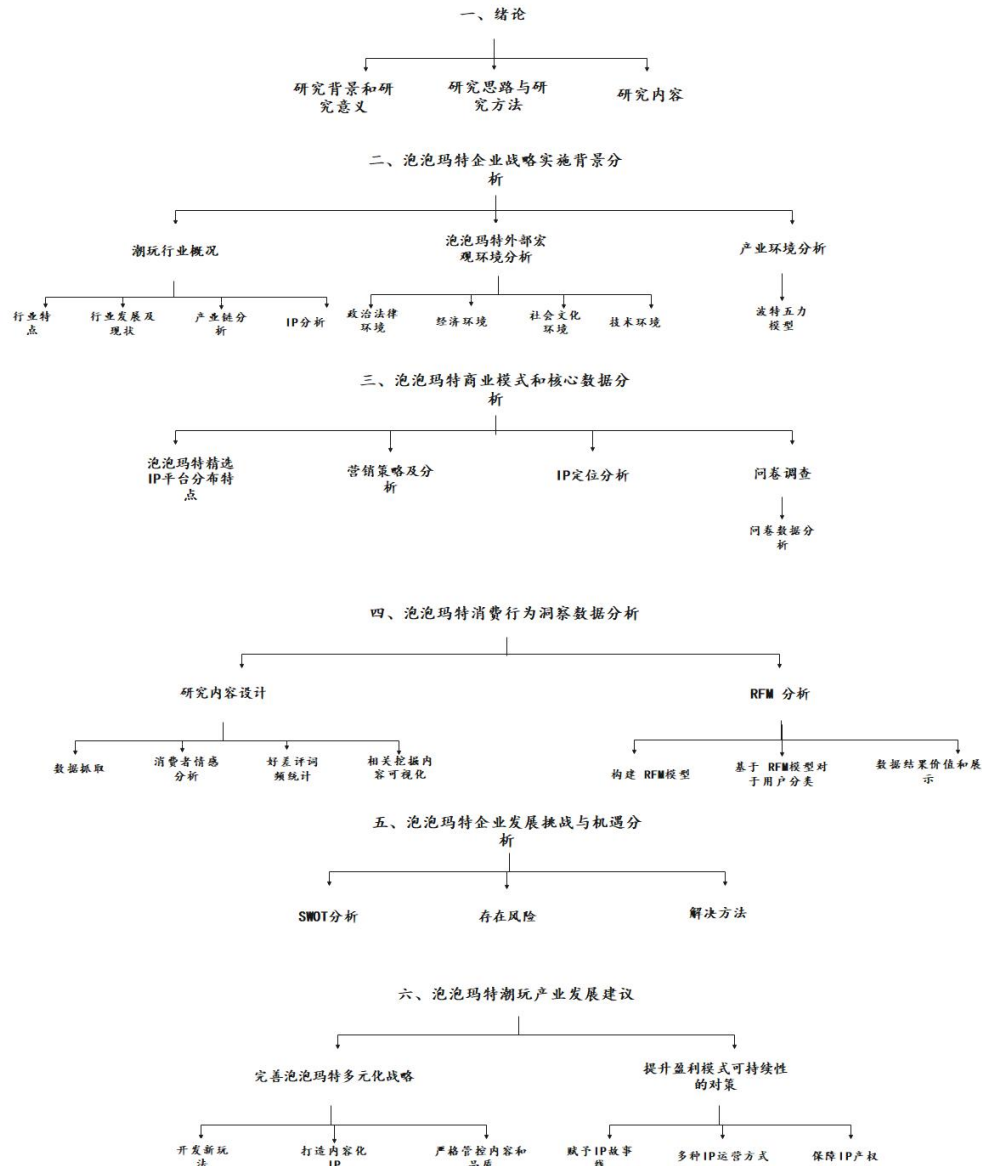 一、绪论
研究背景和研
究意义
研究思路与研
究方法
研究内容
二、泡泡玛特企业战略实施背景分
析
潮玩行业概况
泡泡玛特外部宏
观环境分析
产业环境分析
行业特
点
行业发展及
现状
产业链分
析
IP分析
政治法律
环境
经济环境
社会文化
环境
技术环境
波特五力
模型
三、泡泡玛特商业模式和核心数据分
析
泡泡玛特精选
IP平台分布特
点
营销策略及分
析
IP定位分析
问卷调查
问卷数据分
析
四、泡泡玛特消费行为洞察数据分析
研究内容设计
RFM 分析
数据抓取
消费者情感
分析
好差评词
频统计
相关挖掘内
容可视化
构建 RFM模型
基于 RFM模型对
于用户分类
数据结果价值和展
示
五、泡泡玛特企业发展挑战与机遇分
析
SWOT分析
存在风险
解决方法
六、泡泡玛特潮玩产业发展建议
完善泡泡玛特多元化战略
提升盈利模式可持续性
的对策
开发新玩
法
打造内容化
IP
严格管控内容和
品质
赋予IP故事
线
多种IP运营方式
保障IP产权